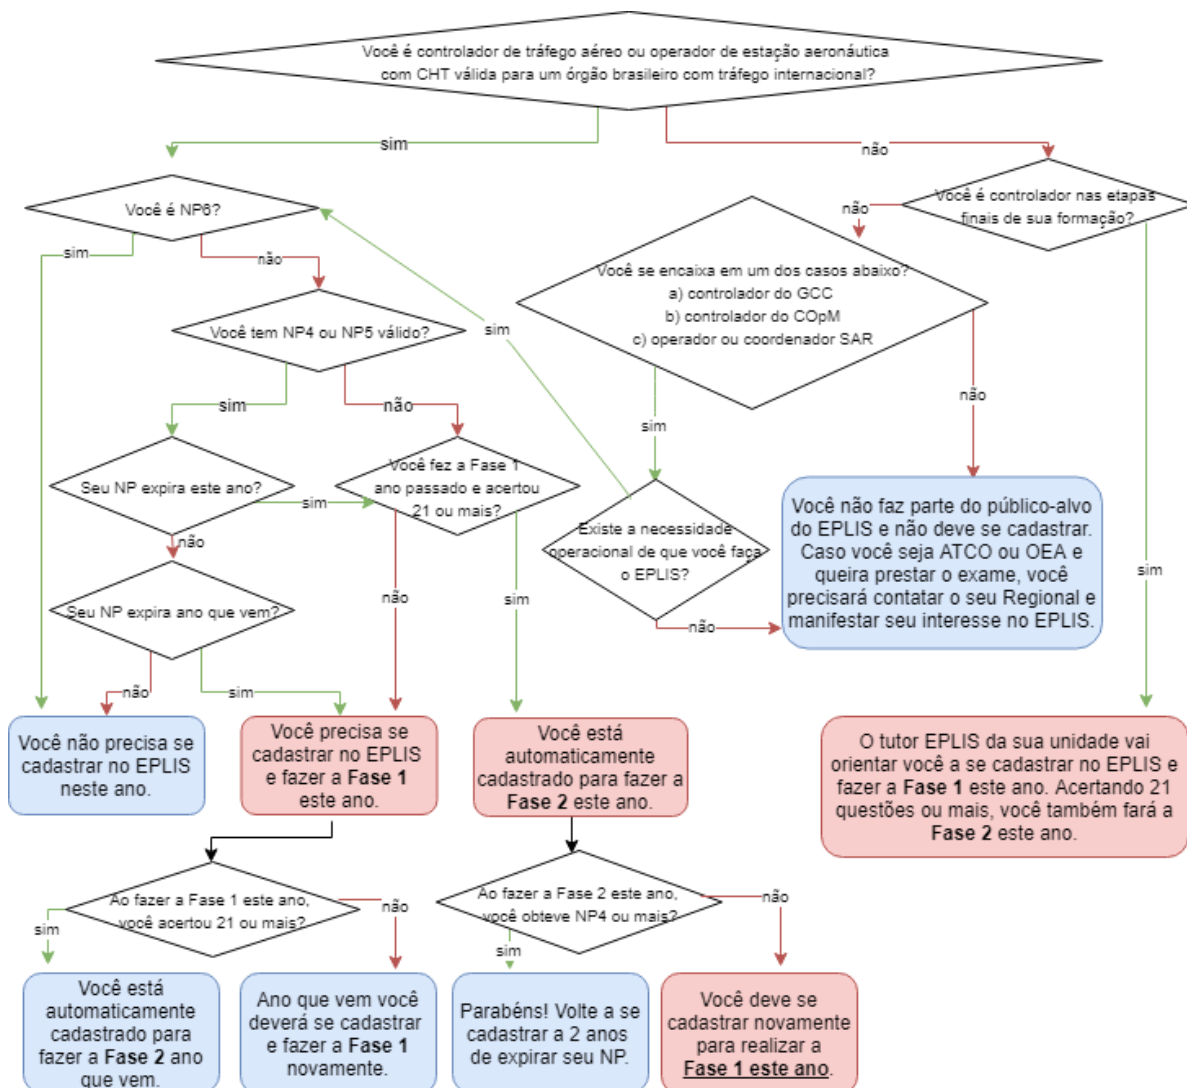 Você é controlador de tráfego aéreo ou operador de estação aeronáutica
com CHT válida para um órgão brasileiro com tráfego internacional?
sim
não
Você é NP6?
Você é controlador nas etapas
finais de sua formação?
sim
não
não
sim
Você se encaixa em um dos casos abaixo?
a) controlador do GCC
b) controlador do COpM
c) operador ou coordenador SAR
Você tem NP4 ou NP5 válido?
sim
não
sim
não
sim
Seu NP expira este ano?
sim
Você fez a Fase 1
ano passado e acertou
21 ou mais?
Existe a necessidade
operacional de que você faça
o EPLIS?
Você não faz parte do público-alvo
do EPLIS e não deve se cadastrar.
Caso você seja ATCO ou OEA e
queira prestar o exame, você
precisará contatar o seu Regional e
manifestar seu interesse no EPLIS.
não
não
sim
não
Seu NP expira ano que vem?
não
sim
Você não precisa se
cadastrar no EPLIS
neste ano.
Você precisa se
cadastrar no EPLIS
e fazer a Fase 1
este ano.
Você está
automaticamente
cadastrado para fazer a
Fase 2 este ano.
O tutor EPLIS da sua unidade vai
orientar você a se cadastrar no EPLIS e
fazer a Fase 1 este ano. Acertando 21
questões ou mais, você também fará a
Fase 2 este ano.
Ao fazer a Fase 1 este ano,
você acertou 21 ou mais?
sim
não
Ao fazer a Fase 2 este ano,
você obteve NP4 ou mais?
sim
não
Você está
automaticamente
cadastrado para
fazer a Fase 2 ano
que vem.
Ano que vem você
deverá se cadastrar
e fazer a Fase 1
novamente.
Parabéns! Volte a se
cadastrar a 2 anos
de expirar seu NP.
Você deve se
cadastrar novamente
para realizar a
Fase 1 este ano.